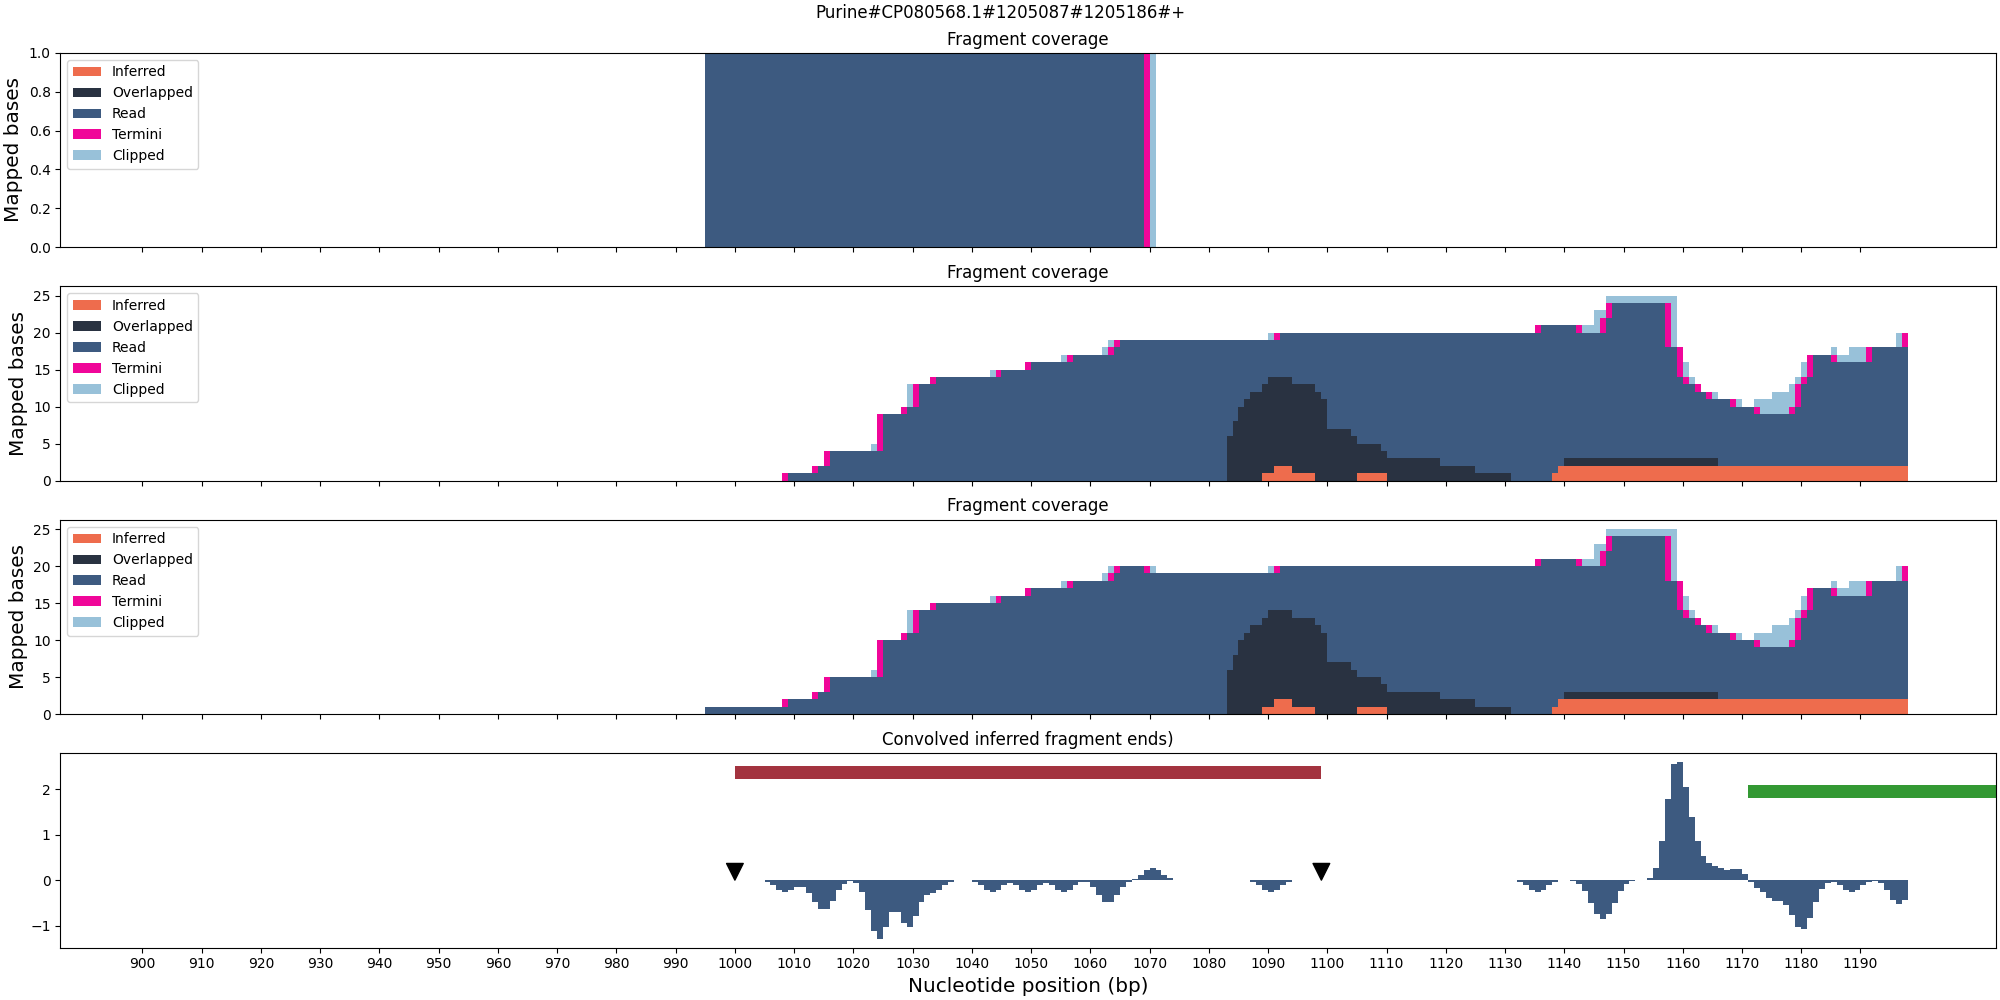 Purine#CP080568.1#1205087#1205186#+
Fragment coverage
Mapped bases
1.0
0.8
0.6
0.4
0.2
0.0
Inferred
Overlapped
Read
Termini
Clipped
Fragment coverage
Mapped bases
25
20
15
10
5
0
Inferred
Overlapped
Read
Termini
Clipped
Fragment coverage
Mapped bases
25
20
15
10
5
0
Inferred
Overlapped
Read
Termini
Clipped
Convolved inferred fragment ends)
2
1
0
−1
900 910 920 930 940 950 960 970 980 990 1000 1010 1020 1030 1040 1050 1060 1070 1080 1090 1100 1110 1120 1130 1140 1150 1160 1170 1180 1190
Nucleotide position (bp)